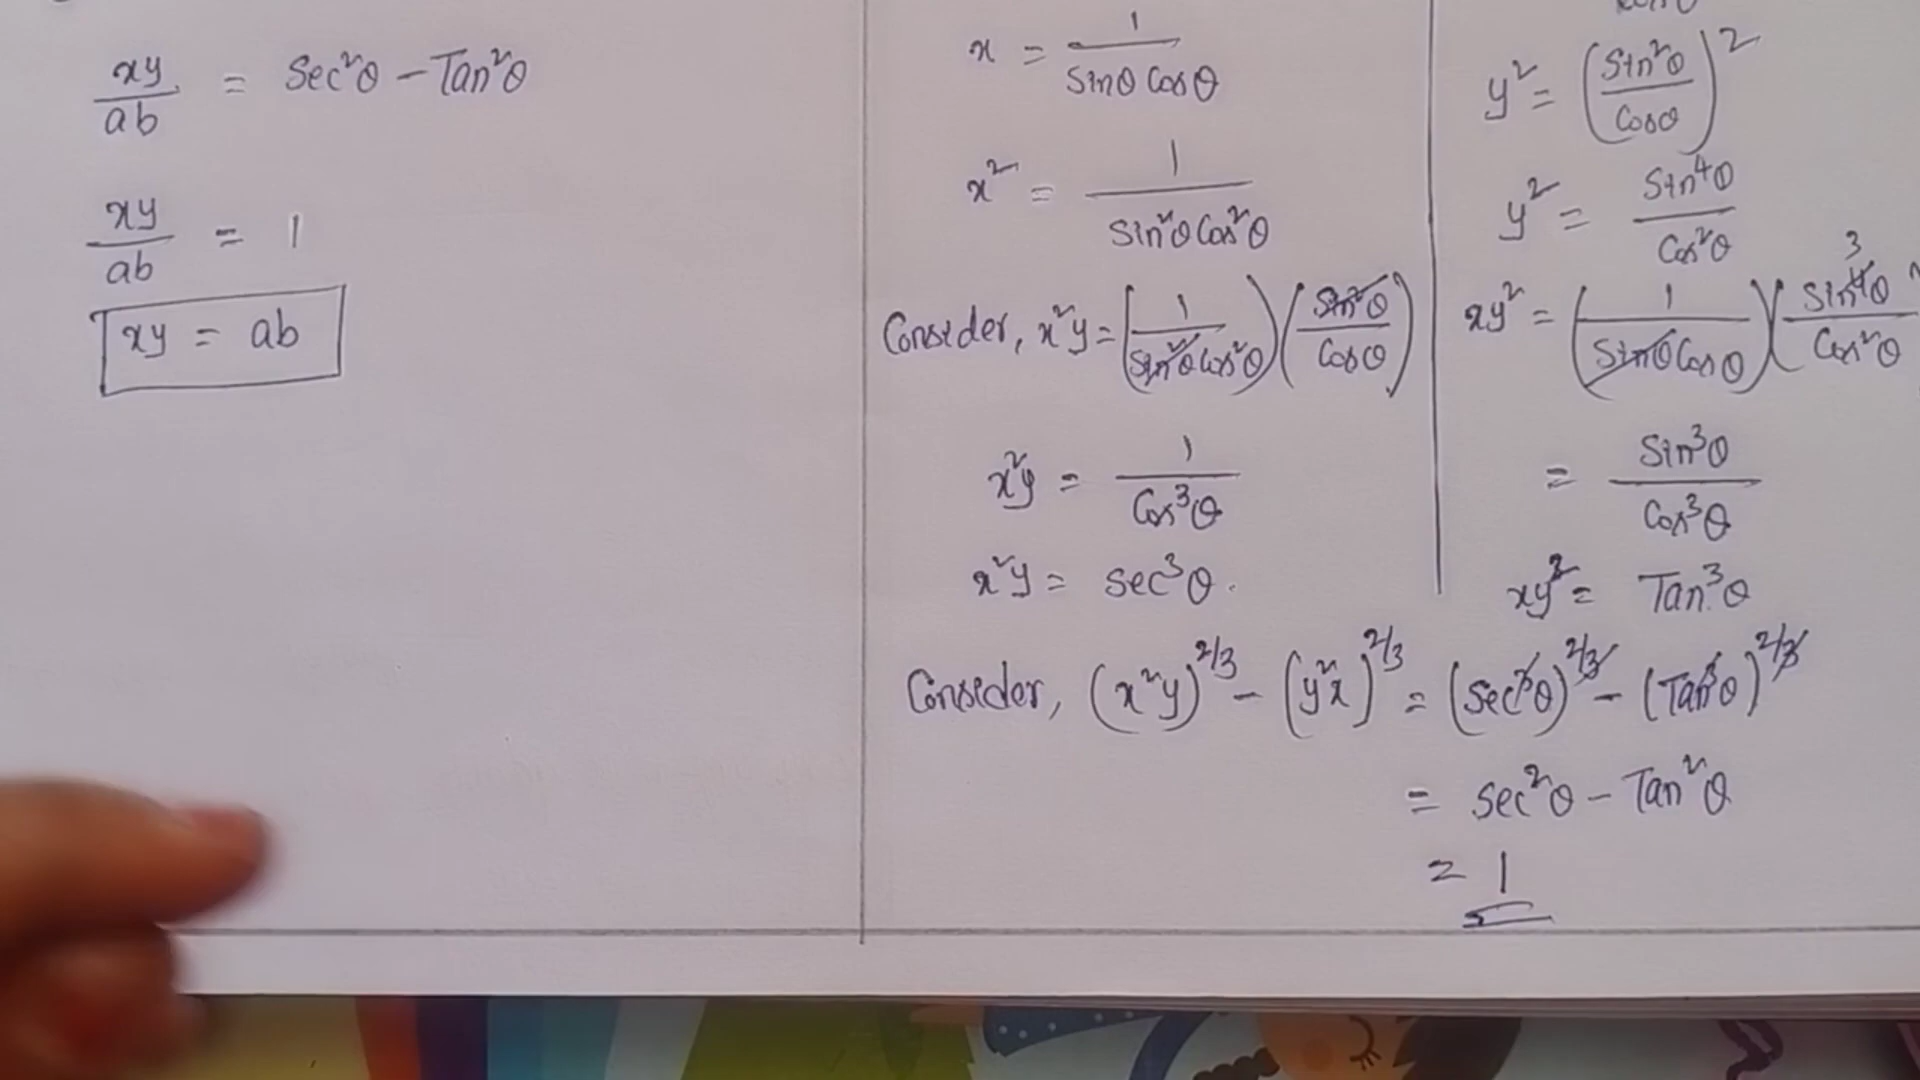 xy/ab = Sec²θ – Tan²θ
xy/ab = 1
xy = ab
x = 1/(Sinθ Cosθ)
x² = 1/(Sin²θ Cos²θ)
Consider, x²y = (1/(Sin²θ Cos²θ))(Sin²θ/Cosθ)
x²y = 1/Cos³θ
x²y = Sec³θ.
y² = (Sin²θ/Cosθ)²
y² = Sin⁴θ/Cos²θ
xy² = (1/(Sinθ Cosθ))(Sin⁴θ/Cos²θ) 3
= Sin³θ/Cos³θ
xy² = Tan³θ
Consider, (x²y)^2/3 – (y²x)^2/3 = (Sec³θ)^2/3 – (Tan³θ)^2/3
= Sec²θ – Tan²θ
= 1